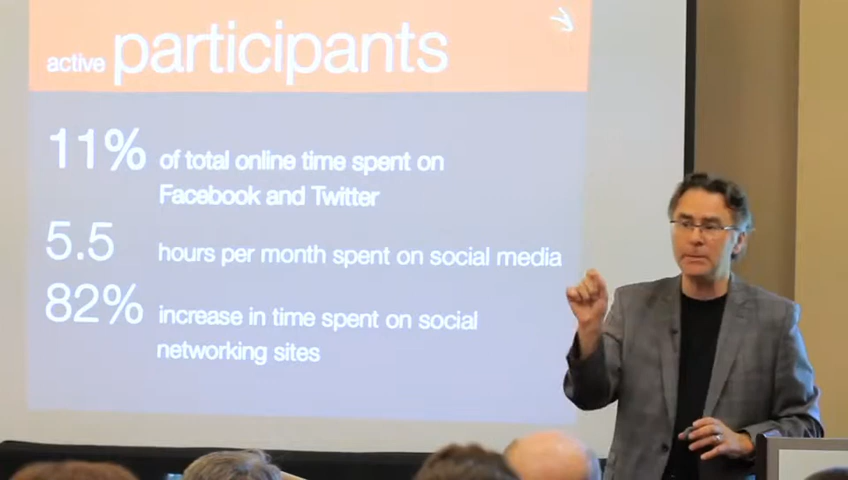 active participants
11% of total online time spent on
Facebook and Twitter
5.5 hours per month spent on social media
82% increase in time spent on social
networking sites